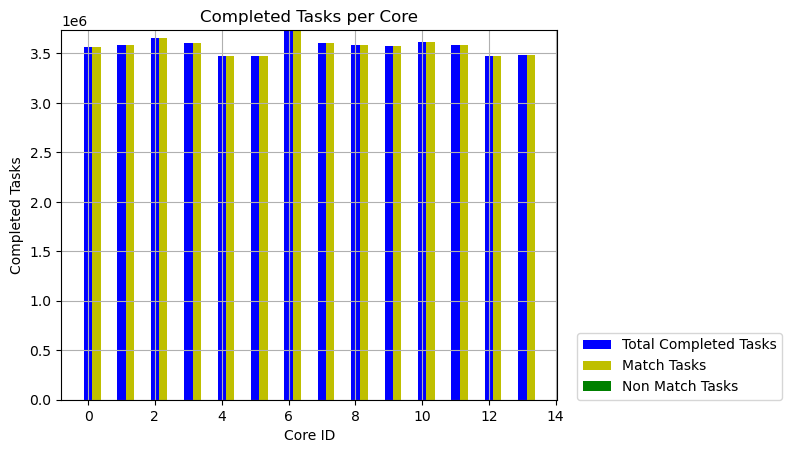 Completed Tasks per Core
1e6
3.5
3.0
2.5
2.0
1.5
1.0
0.5
0.0
Completed Tasks
0 2 4 6 8 10 12 14
Core ID
Total Completed Tasks
Match Tasks
Non Match Tasks